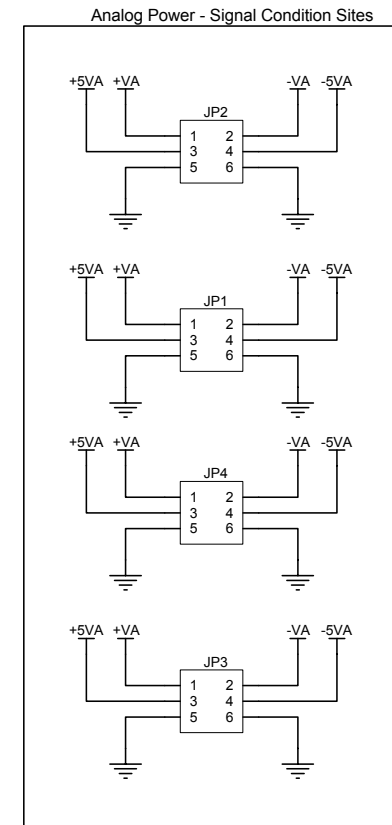 Analog Power - Signal Condition Sites
+5VA +VA -VA -5VA
JP2
1 2
3 4
5 6
+5VA +VA -VA -5VA
JP1
1 2
3 4
5 6
+5VA +VA -VA -5VA
JP4
1 2
3 4
5 6
+5VA +VA -VA -5VA
JP3
1 2
3 4
5 6